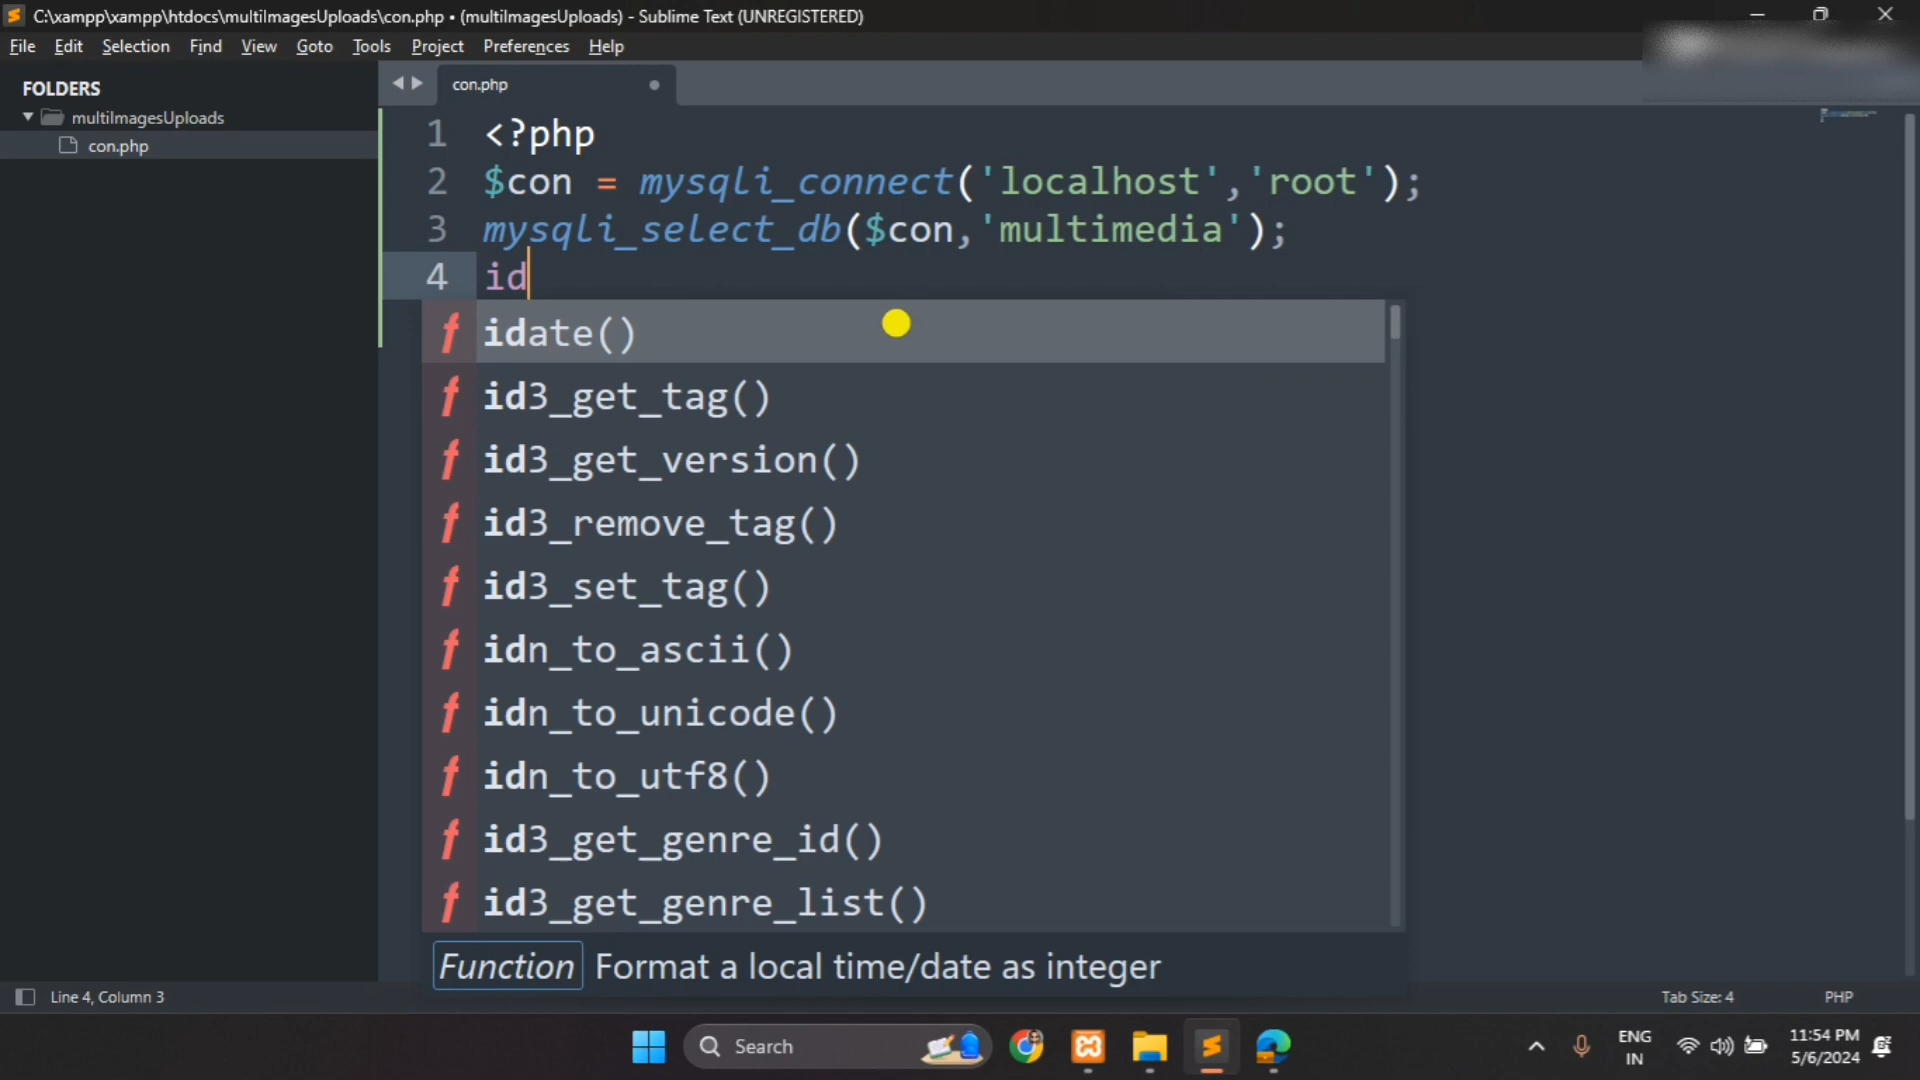 C:\xampp\xampp\htdocs\multiImagesUploads\con.php • (multiImagesUploads) - Sublime Text (UNREGISTERED)
File Edit Selection Find View Goto Tools Project Preferences Help
FOLDERS
multiImagesUploads
con.php
con.php
1 <?php
2 $con = mysqli_connect('localhost','root');
3 mysqli_select_db($con,'multimedia');
4 id
f idate()
f id3_get_tag()
f id3_get_version()
f id3_remove_tag()
f id3_set_tag()
f idn_to_ascii()
f idn_to_unicode()
f idn_to_utf8()
f id3_get_genre_id()
f id3_get_genre_list()
Function Format a local time/date as integer
Line 4, Column 3
Tab Size: 4
PHP
Search
ENG
IN
11:54 PM
5/6/2024